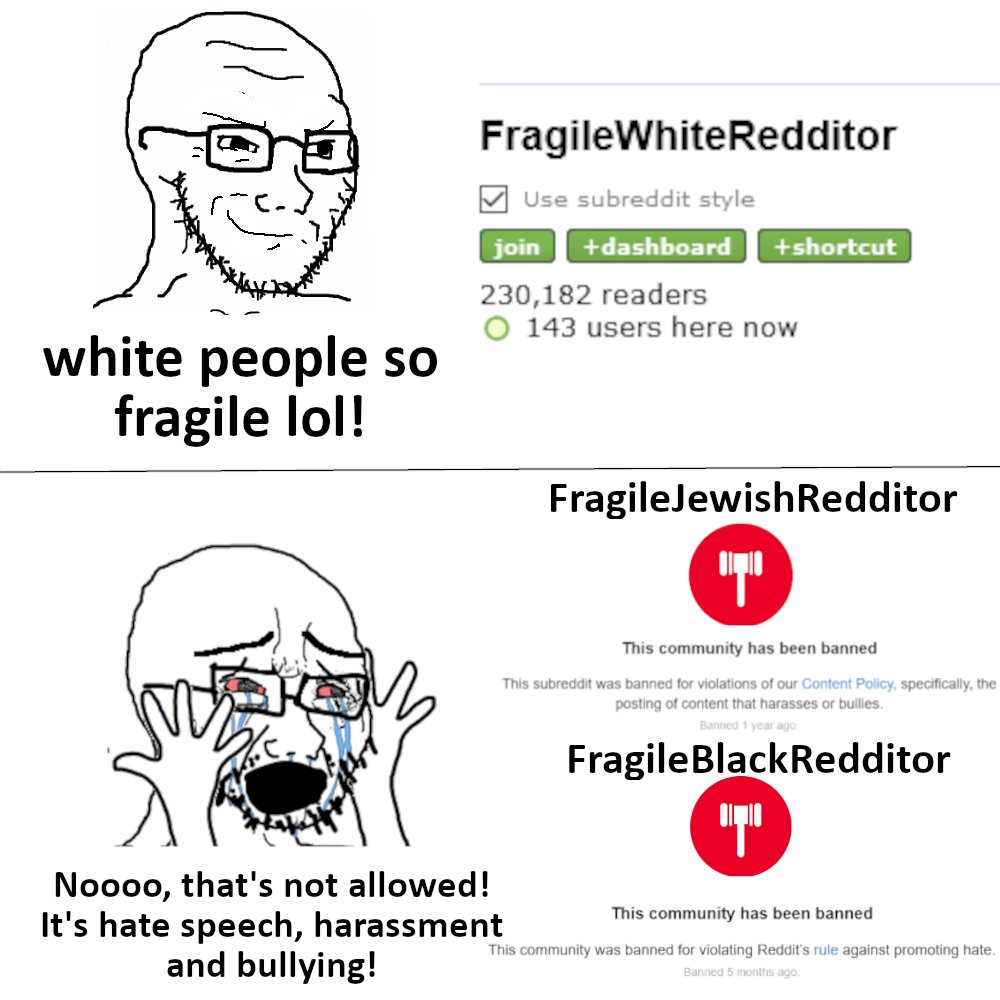 FragileWhiteRedditor
Use subreddit style
join +dashboard +shortcut
230,182 readers
143 users here now
white people so
fragile lol!
FragileJewishRedditor
This community has been banned
This subreddit was banned for violations of our Content Policy, specifically, the
posting of content that harasses or bullies.
Banned 1 year ago.
FragileBlackRedditor
This community has been banned
This community was banned for violating Reddit's rule against promoting hate.
Banned 5 months ago.
Noooo, that's not allowed!
It's hate speech, harassment
and bullying!